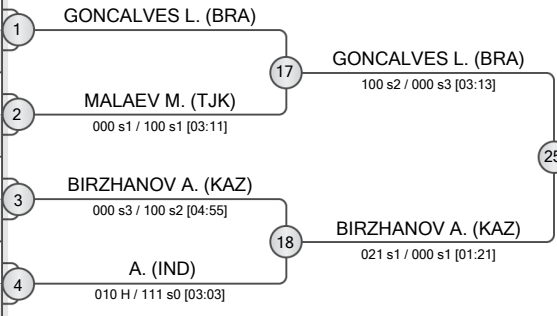 GONCALVES L. (BRA)
1
17
GONCALVES L. (BRA)
100 s2 / 000 s3 [03:13]
MALAEV M. (TJK)
2
000 s1 / 100 s1 [03:11]
25
BIRZHANOV A. (KAZ)
3
000 s3 / 100 s2 [04:55]
18
BIRZHANOV A. (KAZ)
021 s1 / 000 s1 [01:21]
A. (IND)
4
010 H / 111 s0 [03:03]